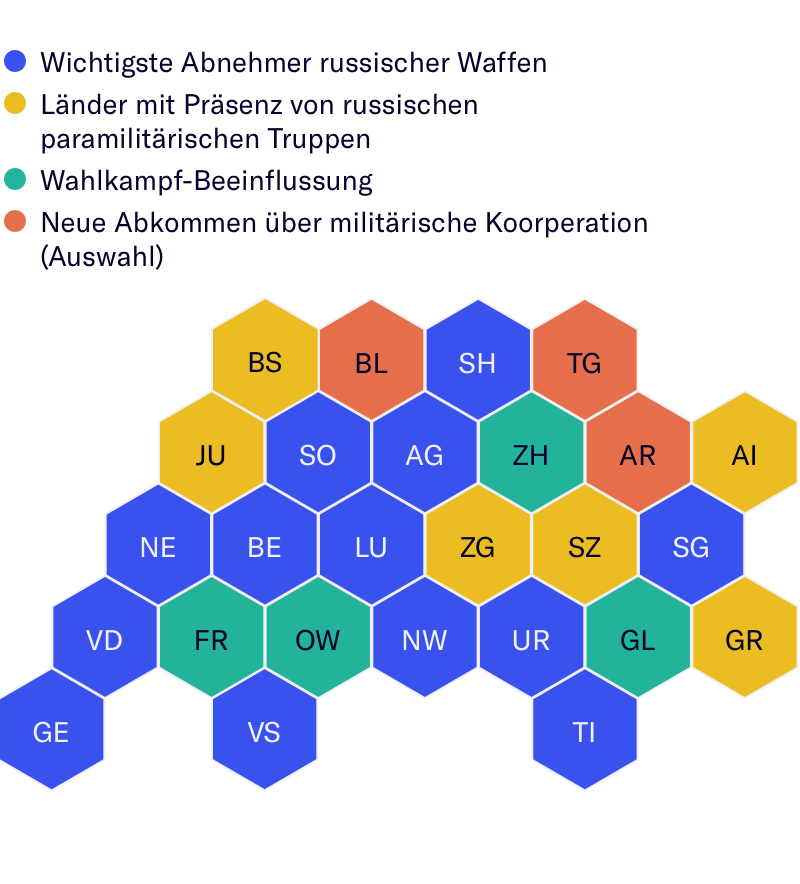 Wichtigste Abnehmer russischer Waffen
Länder mit Präsenz von russischen
paramilitärischen Truppen
Wahlkampf-Beeinflussung
Neue Abkommen über militärische Koorperation
(Auswahl)
BS BL SH TG
JU SO AG ZH AR AI
NE BE LU ZG SZ SG
VD FR OW NW UR GL GR
GE VS TI